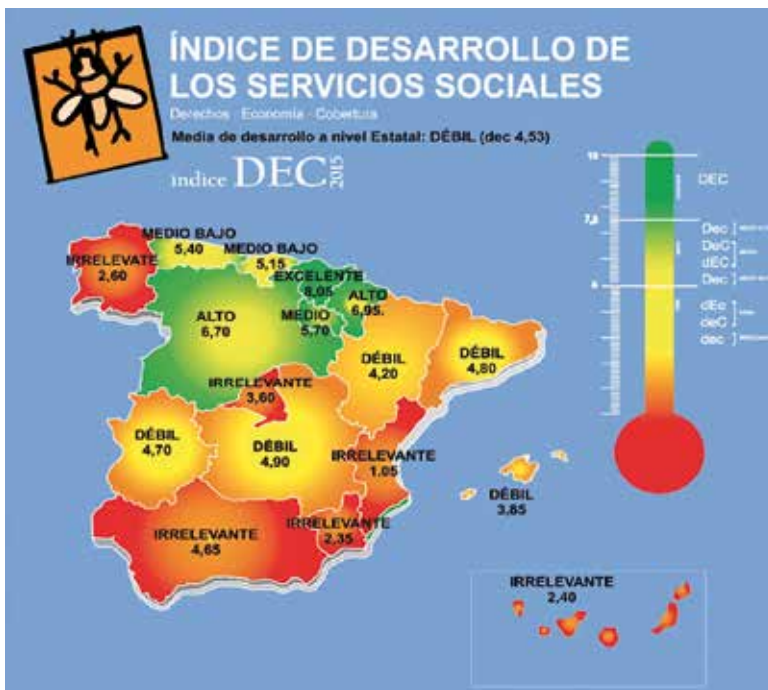 ÍNDICE DE DESARROLLO DE
LOS SERVICIOS SOCIALES
Derechos · Economía · Cobertura
Media de desarrollo a nivel Estatal: DÉBIL (dec 4,53)
indice DEC 2015
MEDIO BAJO
5,40
MEDIO BAJO
5,15
IRRELEVATE
2,60
EXCELENTE
8,05
ALTO
6,95.
ALTO
6,70
MEDIO
5,70
DÉBIL
4,20
DÉBIL
4,80
IRRELEVANTE
3,60
DÉBIL
4,70
DÉBIL
4,90
IRRELEVANTE
1.05
DÉBIL
3,85
IRRELEVANTE
4,65
IRRELEVANTE
2,35
IRRELEVANTE
2,40
10
DEC
7,5
Dec
DeC
dEC
Dec
dEc
deC
dec